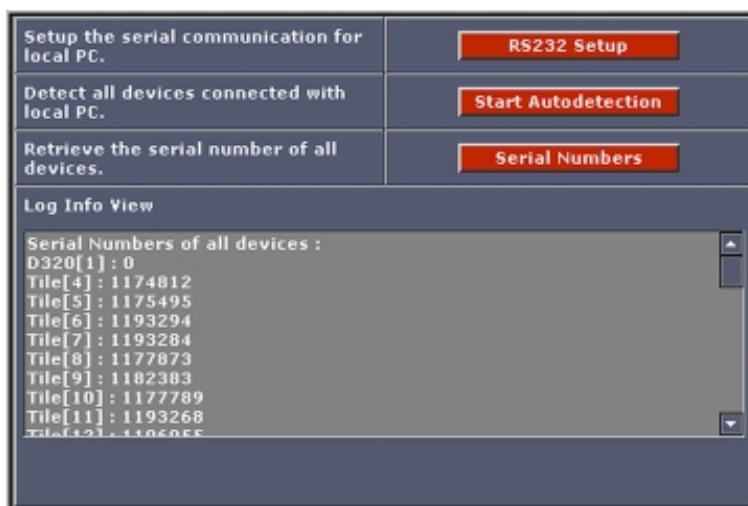 Setup the serial communication for
local PC.
RS232 Setup
Detect all devices connected with
local PC.
Start Autodetection
Retrieve the serial number of all
devices.
Serial Numbers
Log Info View
Serial Numbers of all devices :
D320[1] : 0
Tile[4] : 1174812
Tile[5] : 1175495
Tile[6] : 1193294
Tile[7] : 1193284
Tile[8] : 1177873
Tile[9] : 1182383
Tile[10] : 1177789
Tile[11] : 1193268